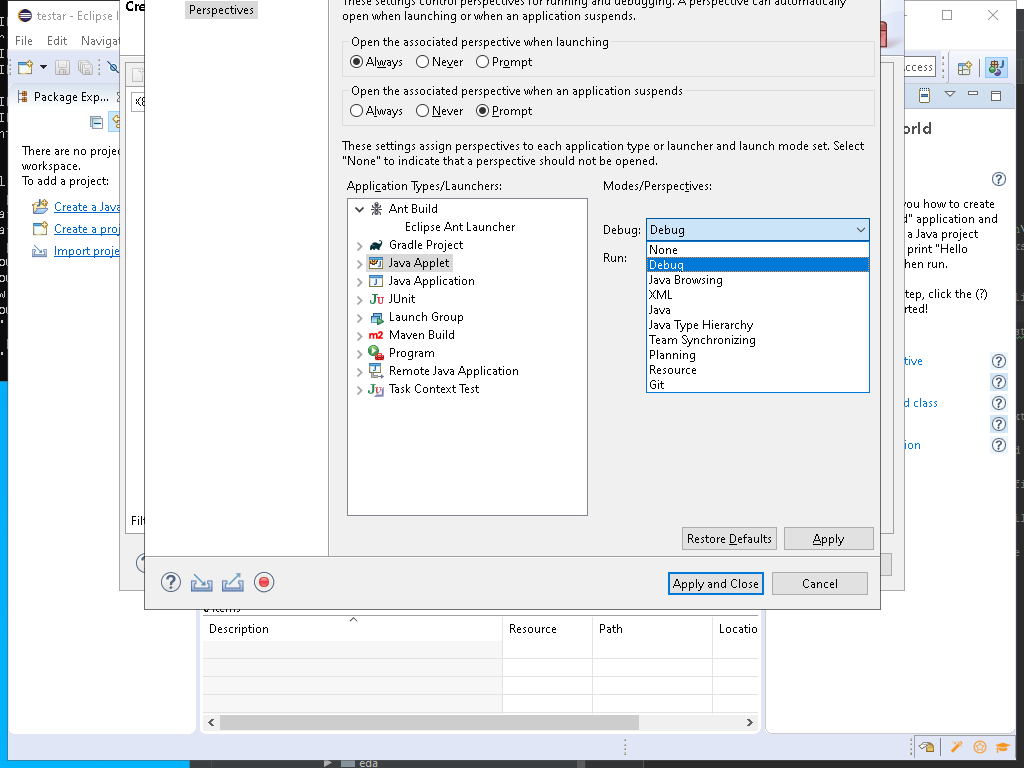 testar - Eclipse I
Cre
Perspectives
These settings control perspectives for running and debugging. A perspective can automatically
open when launching or when an application suspends.
File Edit Navigat
Open the associated perspective when launching
Always Never Prompt
ccess
Package Exp...
Open the associated perspective when an application suspends
Always Never Prompt
orld
These settings assign perspectives to each application type or launcher and launch mode set. Select
"None" to indicate that a perspective should not be opened.
There are no projec
workspace.
To add a project:
Create a Java
Create a proj
Import proje
Application Types/Launchers:
Ant Build
Eclipse Ant Launcher
Gradle Project
Java Applet
Java Application
JUnit
Launch Group
Maven Build
Program
Remote Java Application
Task Context Test
Modes/Perspectives:
Debug: Debug
Run:
None
Debug
Java Browsing
XML
Java
Java Type Hierarchy
Team Synchronizing
Planning
Resource
Git
you how to create
d" application and
a Java project
print "Hello
hen run.
tep, click the (?)
rted!
tive
d class
ion
Filt
Restore Defaults Apply
Apply and Close Cancel
Items
Description Resource Path Locatio
eda